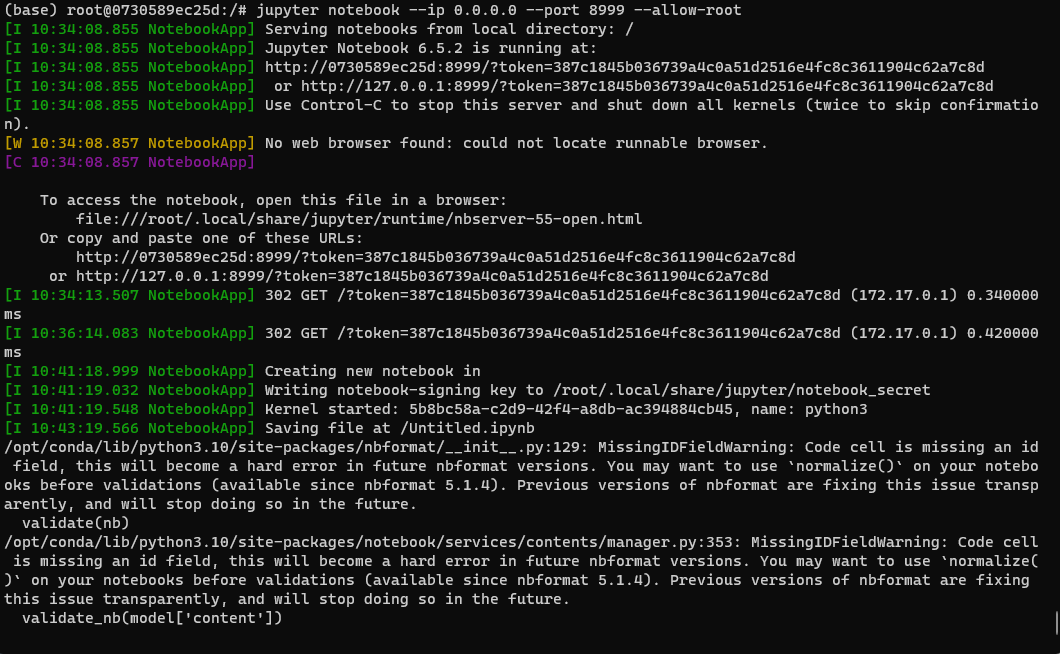 (base) root@0730589ec25d:/# jupyter notebook --ip 0.0.0.0 --port 8999 --allow-root
[I 10:34:08.855 NotebookApp] Serving notebooks from local directory: /
[I 10:34:08.855 NotebookApp] Jupyter Notebook 6.5.2 is running at:
[I 10:34:08.855 NotebookApp] http://0730589ec25d:8999/?token=387c1845b036739a4c0a51d2516e4fc8c3611904c62a7c8d
[I 10:34:08.855 NotebookApp]  or http://127.0.0.1:8999/?token=387c1845b036739a4c0a51d2516e4fc8c3611904c62a7c8d
[I 10:34:08.855 NotebookApp] Use Control-C to stop this server and shut down all kernels (twice to skip confirmatio
n).
[W 10:34:08.857 NotebookApp] No web browser found: could not locate runnable browser.
[C 10:34:08.857 NotebookApp]
    To access the notebook, open this file in a browser:
        file:///root/.local/share/jupyter/runtime/nbserver-55-open.html
    Or copy and paste one of these URLs:
        http://0730589ec25d:8999/?token=387c1845b036739a4c0a51d2516e4fc8c3611904c62a7c8d
     or http://127.0.0.1:8999/?token=387c1845b036739a4c0a51d2516e4fc8c3611904c62a7c8d
[I 10:34:13.507 NotebookApp] 302 GET /?token=387c1845b036739a4c0a51d2516e4fc8c3611904c62a7c8d (172.17.0.1) 0.340000
ms
[I 10:36:14.083 NotebookApp] 302 GET /?token=387c1845b036739a4c0a51d2516e4fc8c3611904c62a7c8d (172.17.0.1) 0.420000
ms
[I 10:41:18.999 NotebookApp] Creating new notebook in
[I 10:41:19.032 NotebookApp] Writing notebook-signing key to /root/.local/share/jupyter/notebook_secret
[I 10:41:19.548 NotebookApp] Kernel started: 5b8bc58a-c2d9-42f4-a8db-ac394884cb45, name: python3
[I 10:43:19.566 NotebookApp] Saving file at /Untitled.ipynb
/opt/conda/lib/python3.10/site-packages/nbformat/__init__.py:129: MissingIDFieldWarning: Code cell is missing an id
 field, this will become a hard error in future nbformat versions. You may want to use `normalize()` on your notebo
oks before validations (available since nbformat 5.1.4). Previous versions of nbformat are fixing this issue transp
arently, and will stop doing so in the future.
  validate(nb)
/opt/conda/lib/python3.10/site-packages/notebook/services/contents/manager.py:353: MissingIDFieldWarning: Code cell
 is missing an id field, this will become a hard error in future nbformat versions. You may want to use `normalize(
)` on your notebooks before validations (available since nbformat 5.1.4). Previous versions of nbformat are fixing
this issue transparently, and will stop doing so in the future.
  validate_nb(model['content'])